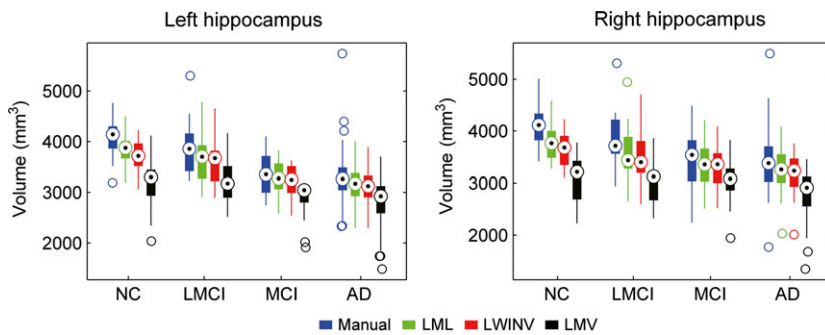 Left hippocampus
Volume (mm³)
5000
4000
3000
2000
NC LMCI MCI AD
Right hippocampus
Volume (mm³)
5000
4000
3000
2000
NC LMCI MCI AD
Manual LML LWINV LMV